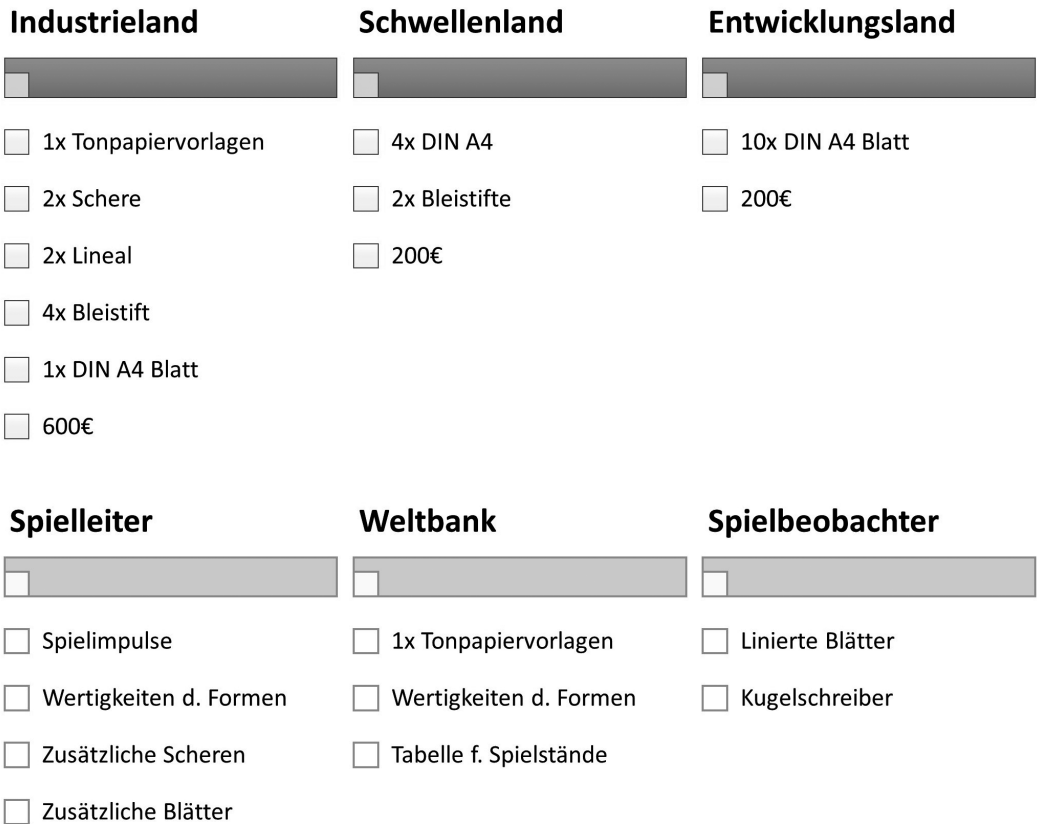 Industrieland
1x Tonpapiervorlagen
2x Schere
2x Lineal
4x Bleistift
1x DIN A4 Blatt
600€
Schwellenland
4x DIN A4
2x Bleistifte
200€
Entwicklungsland
10x DIN A4 Blatt
200€
Spielleiter
Spielimpulse
Wertigkeiten d. Formen
Zusätzliche Scheren
Zusätzliche Blätter
Weltbank
1x Tonpapiervorlagen
Wertigkeiten d. Formen
Tabelle f. Spielstände
Spielbeobachter
Linierte Blätter
Kugelschreiber